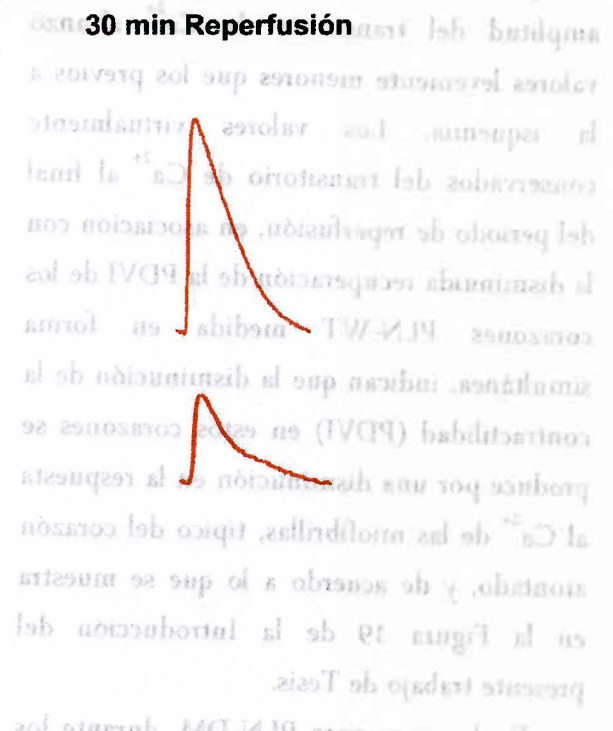 30 min Reperfusión
amplitud del
valores levemente menores que los previos a
la isquemia. Los valores virtualmente
conservados del transitorio de Ca²⁺ al final
del periodo de reperfusión, en asociación con
la disminuida recuperación de la PDVI de los
corazones PLN-WT medida en forma
simultánea, indican que la disminución de la
contractilidad (PDVI) en estos corazones se
produce por una disminución en la respuesta
al Ca²⁺ de las miofibrillas, típico del corazón
atontado, y de acuerdo a lo que se muestra
en la Figura 19 de la Introducción del
presente trabajo de Tesis.
PLN-DM, durante los